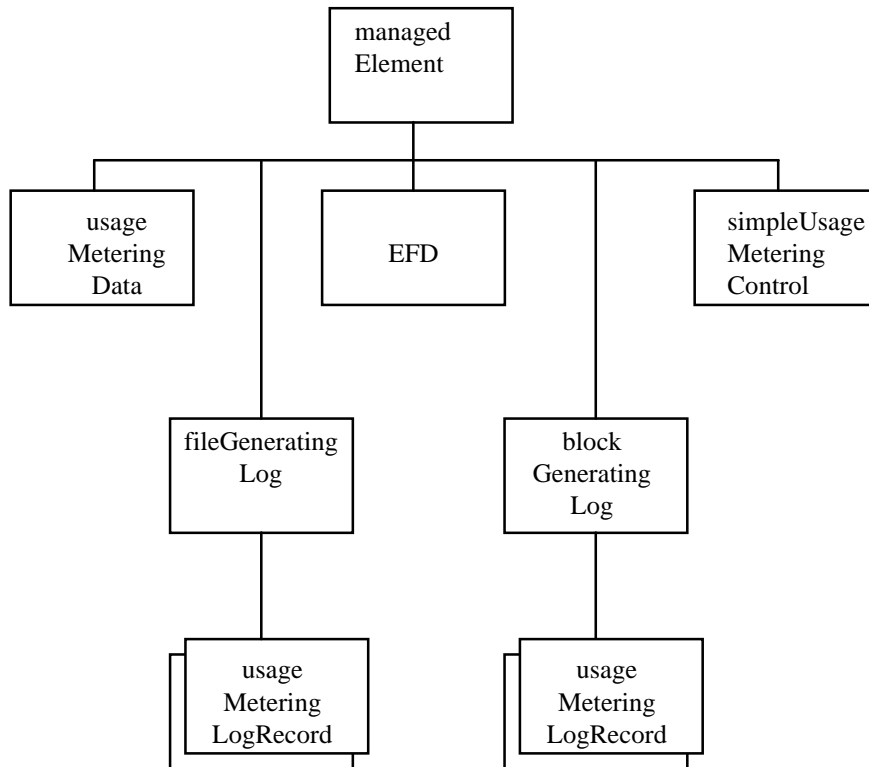 managed
Element
usage
Metering
Data
EFD
simpleUsage
Metering
Control
fileGenerating
Log
block
Generating
Log
usage
Metering
LogRecord
usage
Metering
LogRecord